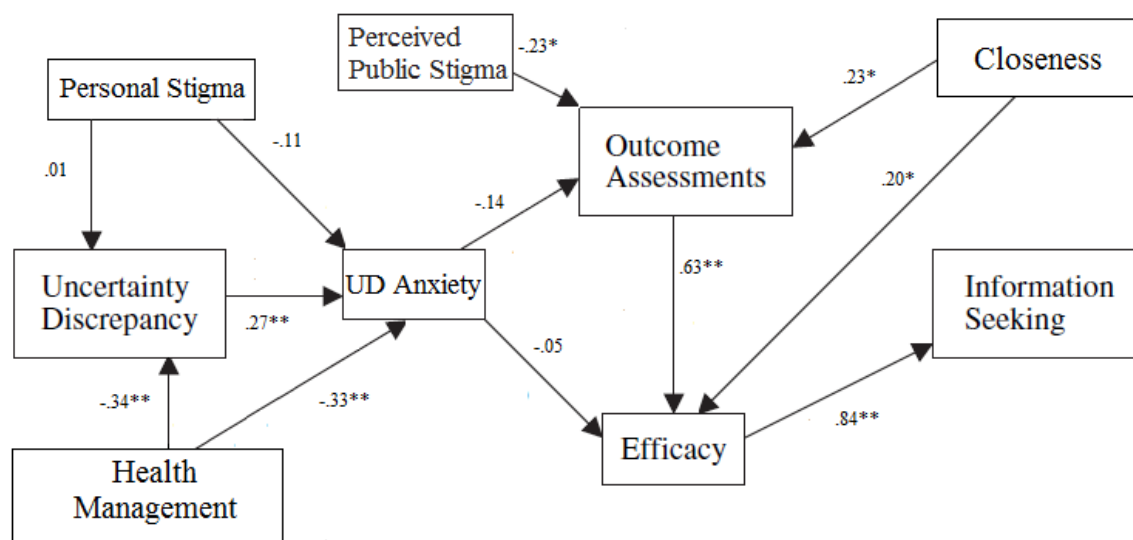 Perceived
Public Stigma
-.23*
Closeness
Personal Stigma
.23*
-.11
Outcome
Assessments
.01
.20*
-.14
Uncertainty
Discrepancy
UD Anxiety
.63**
Information
Seeking
.27**
-.05
-.34**
-.33**
.84**
Efficacy
Health
Management